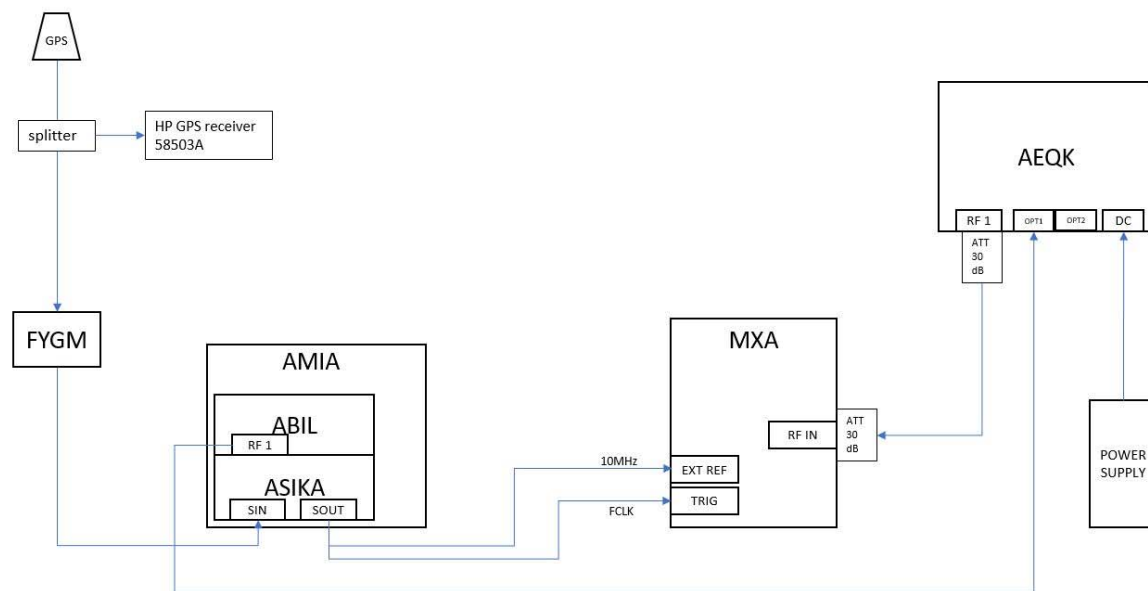 GPS
splitter
HP GPS receiver
58503A
FYGM
AMIA
ABIL
RF 1
ASIKA
SIN
SOUT
10MHz
FCLK
MXA
RF IN
ATT
30
dB
EXT REF
TRIG
AEQK
RF 1
OPT1
OPT2
DC
ATT
30
dB
POWER
SUPPLY